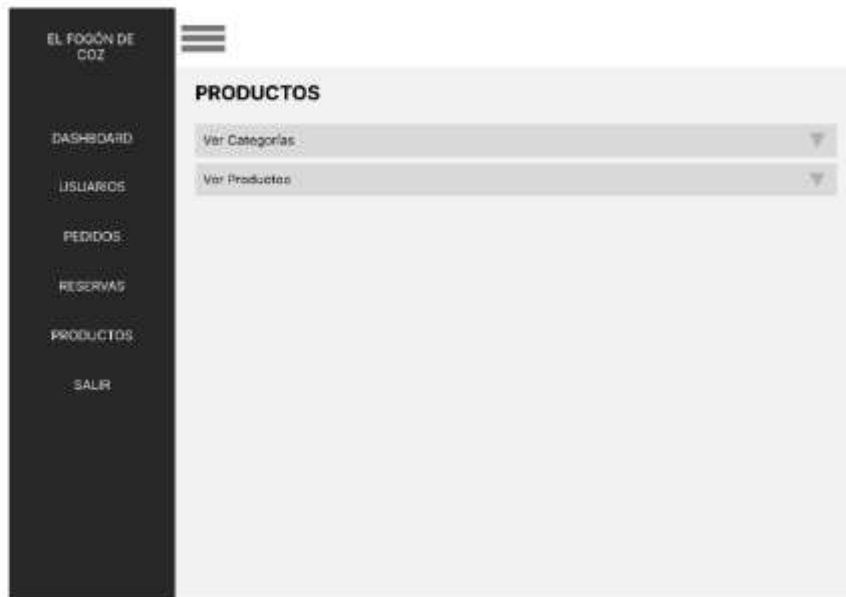 EL FOGÓN DE
COZ
DASHBOARD
USUARIOS
PEDIDOS
RESERVAS
PRODUCTOS
SALIR
PRODUCTOS
Ver Categorías
Ver Productos